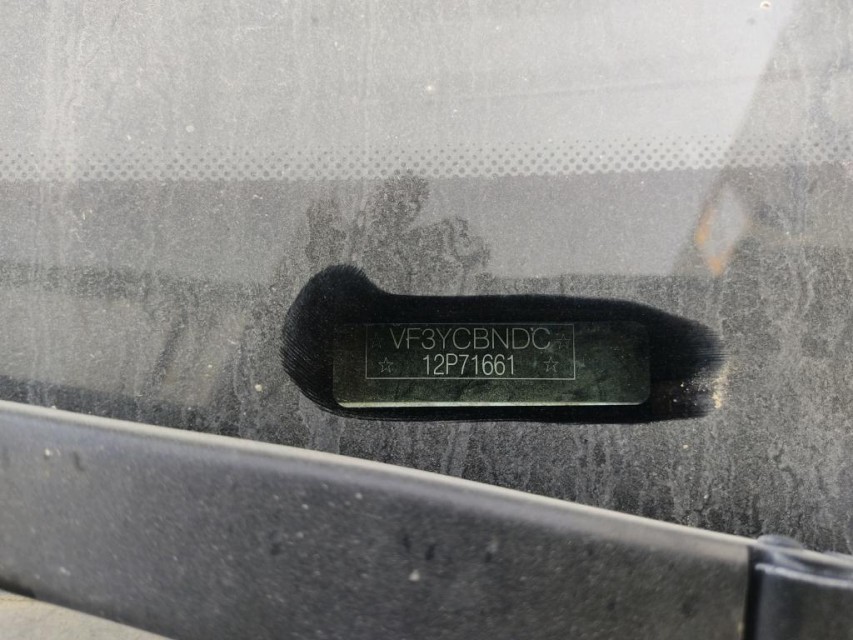 VF3YCBNDC
☆ 12P71661 ☆